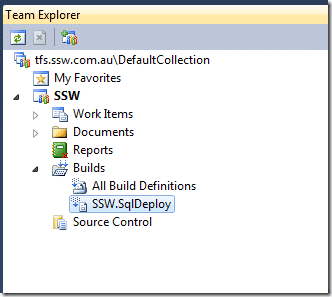 Team Explorer
tfs.ssw.com.au\DefaultCollection
My Favorites
SSW
Work Items
Documents
Reports
Builds
All Build Definitions
SSW.SqlDeploy
Source Control